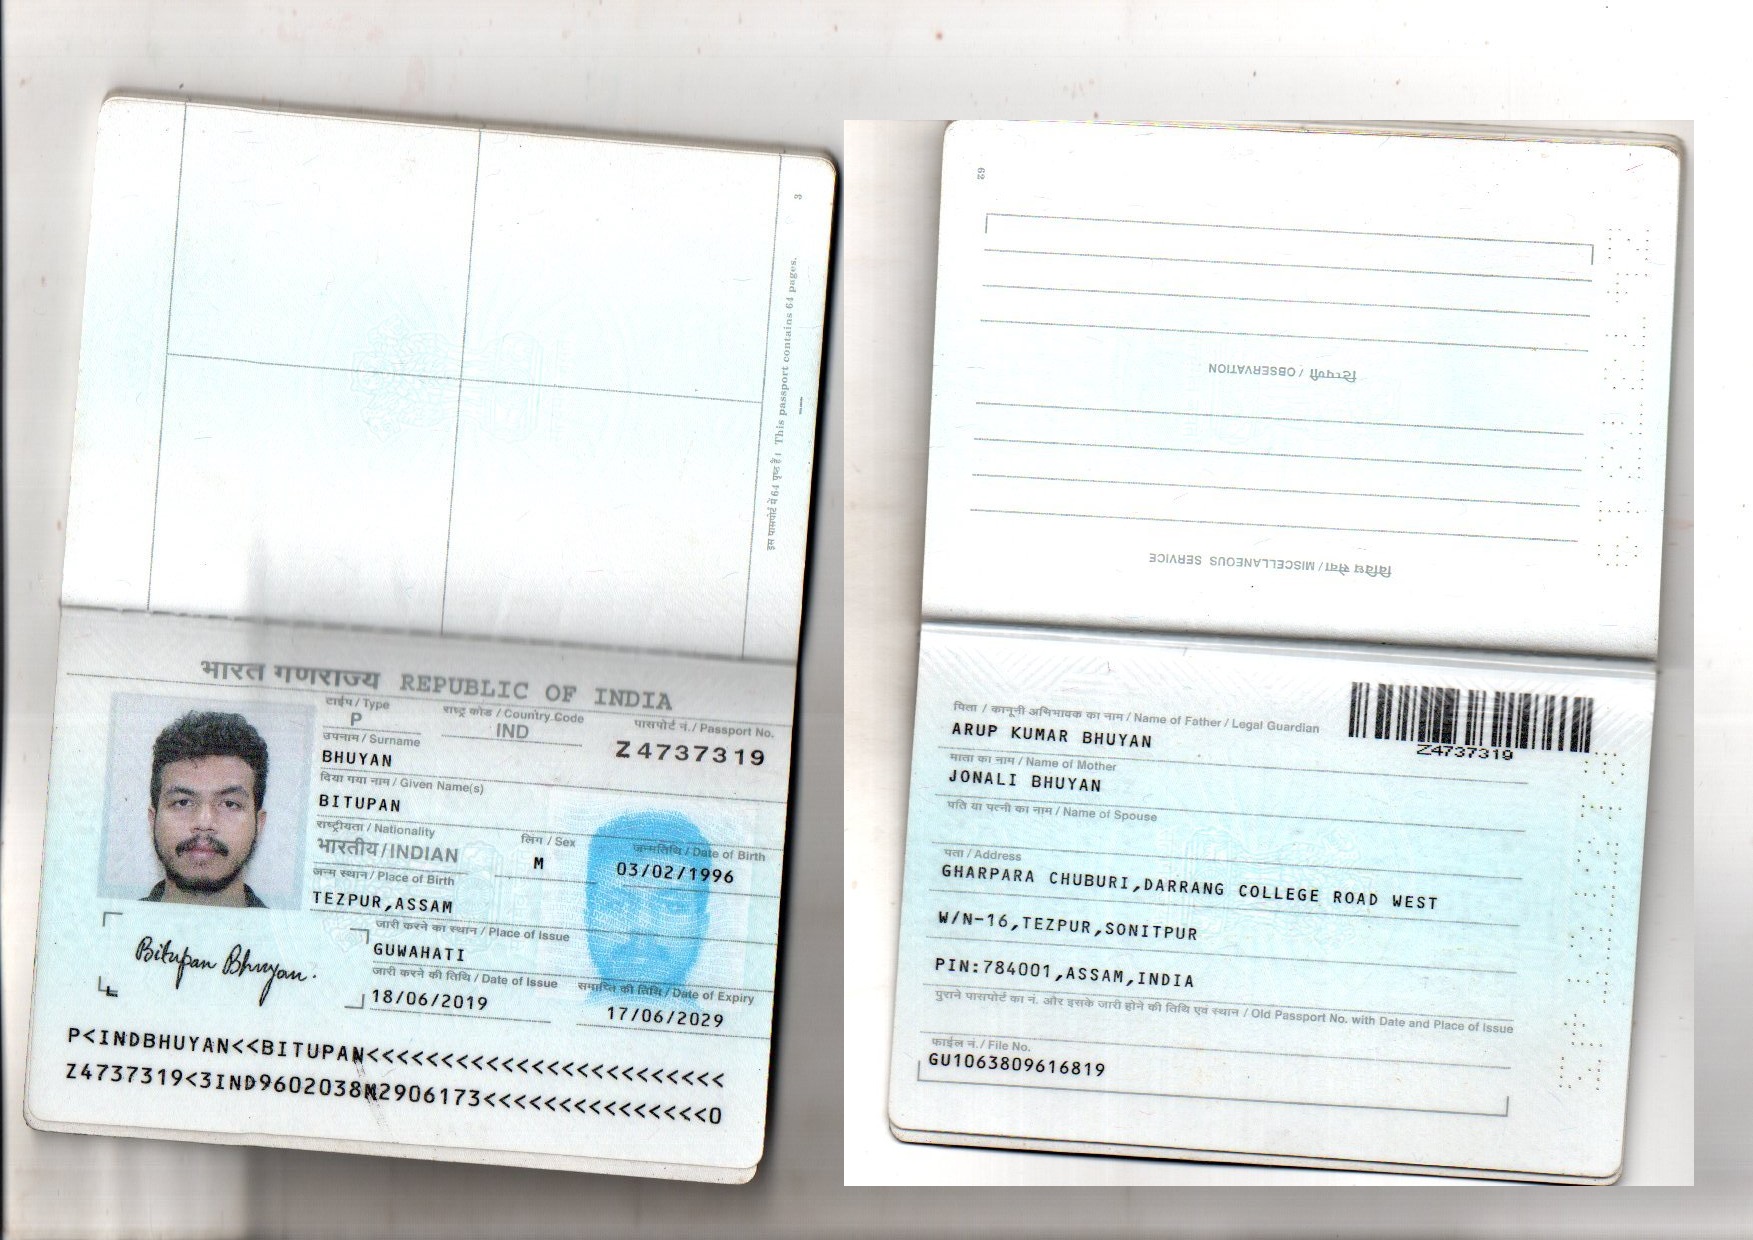 3
इस पासपोर्ट में 64 पृष्ठ हैं। This passport contains 64 pages.
भारत गणराज्य REPUBLIC OF INDIA
टाईप / Type
राष्ट्र कोड / Country Code
पासपोर्ट नं. / Passport No.
P
IND
Z4737319
उपनाम / Surname
BHUYAN
दिया गया नाम / Given Name(s)
BITUPAN
राष्ट्रीयता / Nationality
लिंग / Sex
जन्मतिथि / Date of Birth
भारतीय / INDIAN
M
03/02/1996
जन्म स्थान / Place of Birth
TEZPUR,ASSAM
जारी करने का स्थान / Place of Issue
GUWAHATI
जारी करने की तिथि / Date of Issue
समाप्ति की तिथि / Date of Expiry
18/06/2019
17/06/2029
Bitupan Bhuyan.
P<INDBHUYAN<<BITUPAN<<<<<<<<<<<<<<<<<<<<<<<<
Z4737319<3IND9602038M2906173<<<<<<<<<<<<<<<0
62
टिप्पणी / OBSERVATION
विविध सेवा / MISCELLANEOUS SERVICE
पिता / कानूनी अभिभावक का नाम / Name of Father / Legal Guardian
ARUP KUMAR BHUYAN
Z4737319
माता का नाम / Name of Mother
JONALI BHUYAN
पति या पत्नी का नाम / Name of Spouse
पता / Address
GHARPARA CHUBURI,DARRANG COLLEGE ROAD WEST
W/N-16,TEZPUR,SONITPUR
PIN:784001,ASSAM,INDIA
पुराने पासपोर्ट का नं. और इसके जारी होने की तिथि एवं स्थान / Old Passport No. with Date and Place of Issue
फाईल नं. / File No.
GU1063809616819